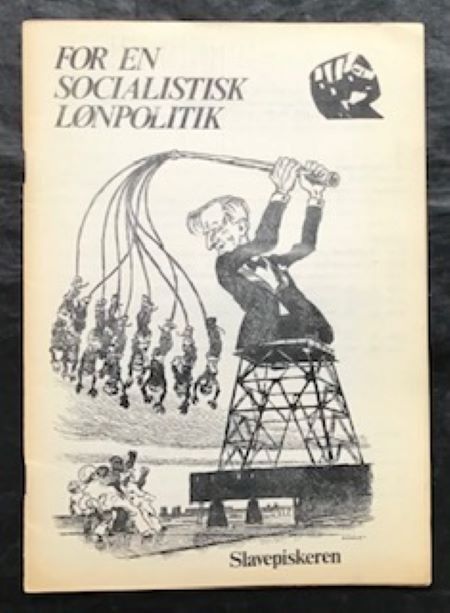 FOR EN
SOCIALISTISK
LØNPOLITIK
Slavepiskeren